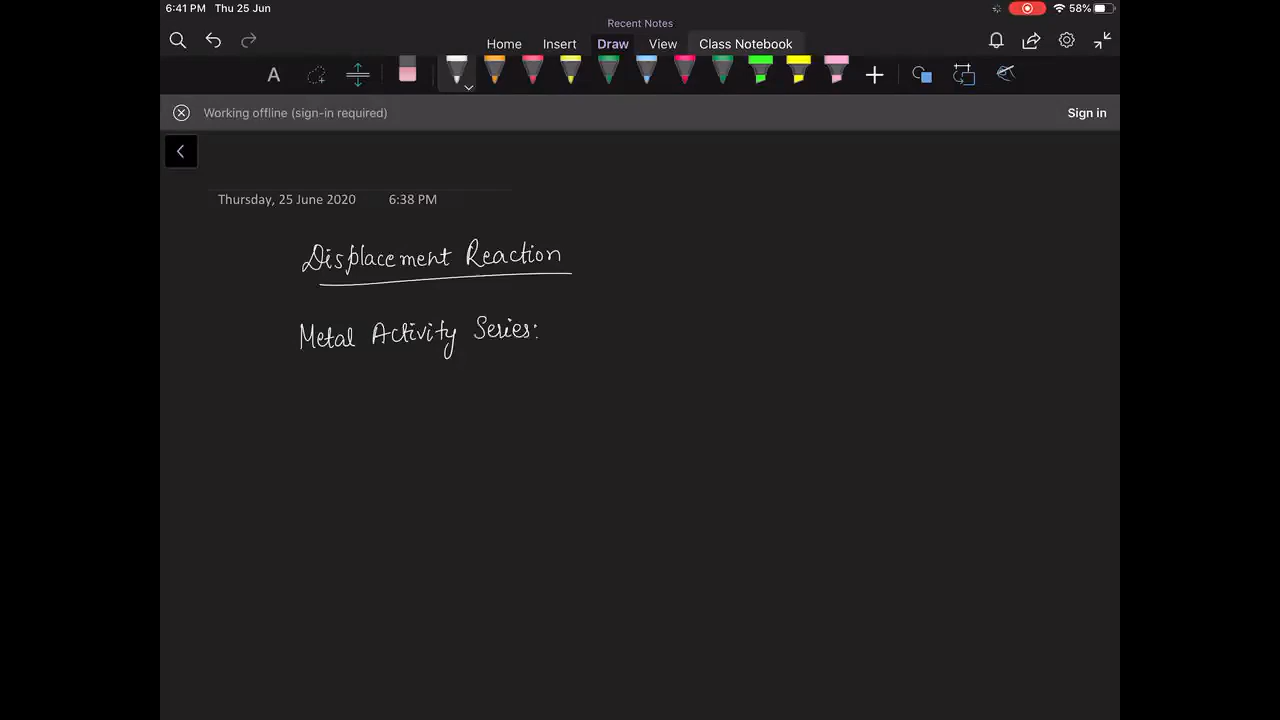 6:41 PM Thu 25 Jun
58%
Recent Notes
Home Insert Draw View Class Notebook
A
Working offline (sign-in required) Sign in
Thursday, 25 June 2020 6:38 PM
Displacement Reaction
Metal Activity Series: